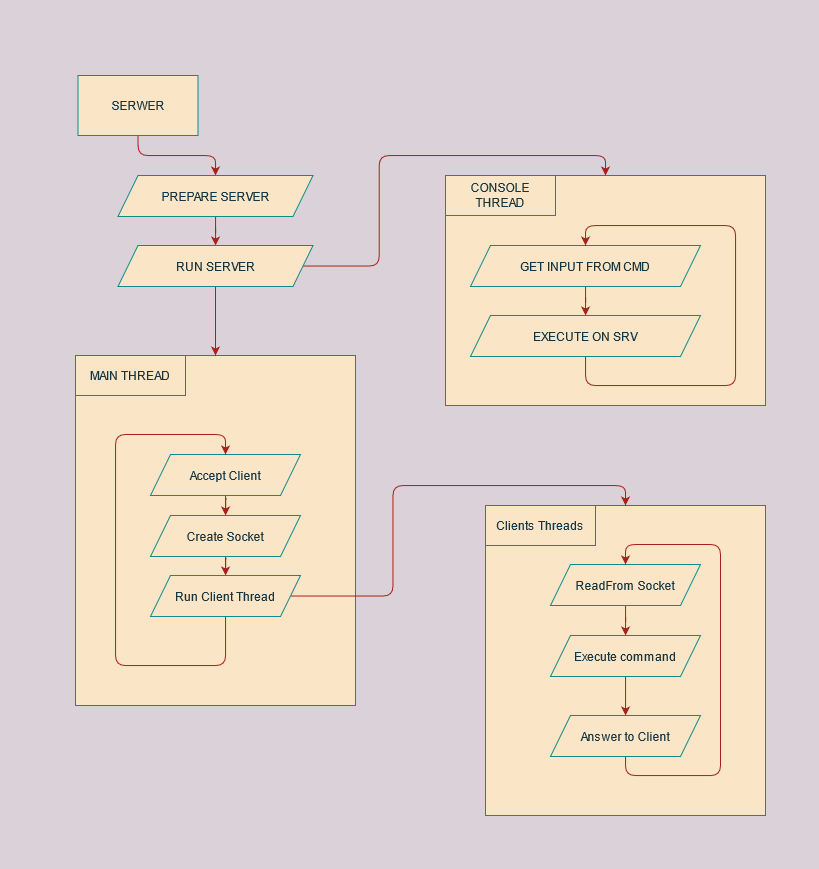 SERWER
PREPARE SERVER
RUN SERVER
CONSOLE
THREAD
GET INPUT FROM CMD
EXECUTE ON SRV
MAIN THREAD
Accept Client
Create Socket
Run Client Thread
Clients Threads
ReadFrom Socket
Execute command
Answer to Client